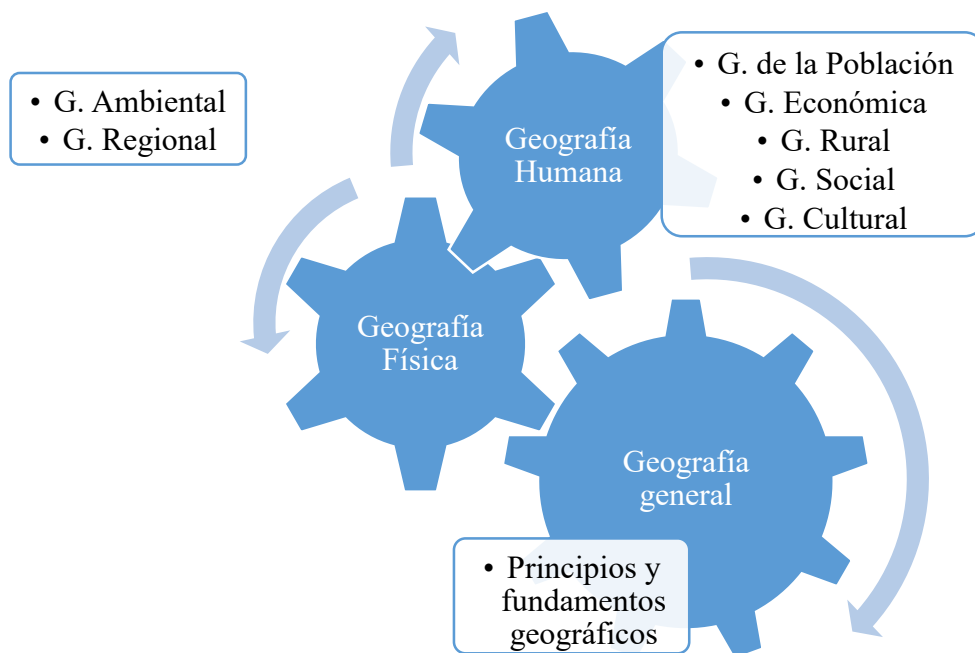 • G. Ambiental
• G. Regional
Geografía
Humana
• G. de la Población
• G. Económica
• G. Rural
• G. Social
• G. Cultural
Geografía
Física
Geografía
general
• Principios y
fundamentos
geográficos